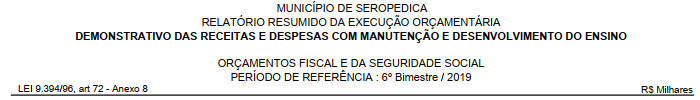 MUNICÍPIO DE SEROPEDICA
RELATÓRIO RESUMIDO DA EXECUÇÃO ORÇAMENTÁRIA
DEMONSTRATIVO DAS RECEITAS E DESPESAS COM MANUTENÇÃO E DESENVOLVIMENTO DO ENSINO
ORÇAMENTOS FISCAL E DA SEGURIDADE SOCIAL
PERÍODO DE REFERÊNCIA : 6º Bimestre / 2019
LEI 9.394/96, art 72 - Anexo 8 R$ Milhares